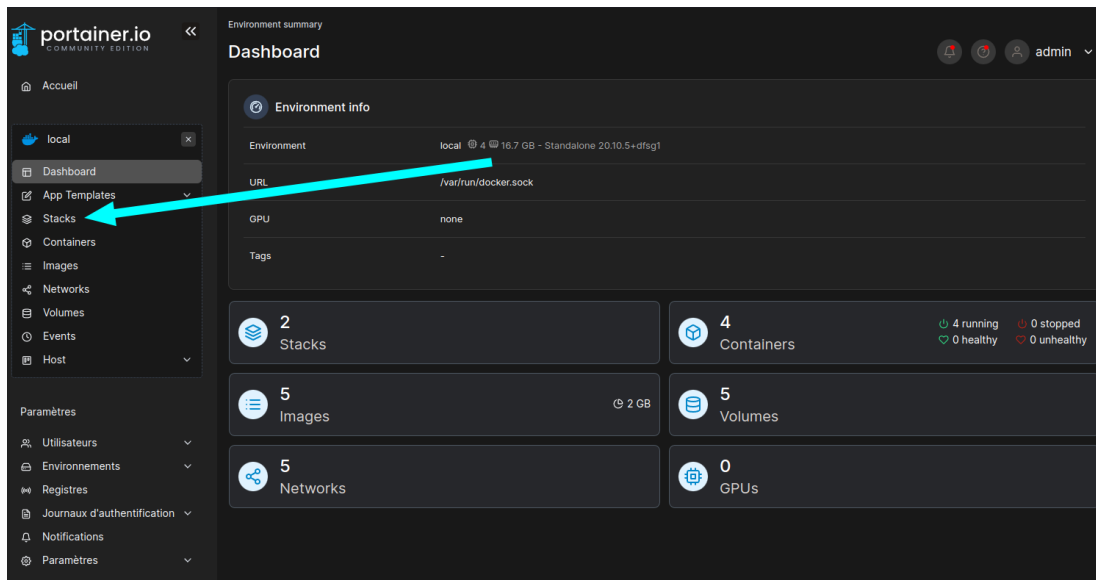 portainer.io
COMMUNITY EDITION
Accueil
local
Dashboard
App Templates
Stacks
Containers
Images
Networks
Volumes
Events
Host
Paramètres
Utilisateurs
Environnements
Registres
Journaux d'authentification
Notifications
Paramètres
Environment summary
Dashboard
admin
Environment info
Environment local 4 16.7 GB - Standalone 20.10.5+dfsg1
URL /var/run/docker.sock
GPU none
Tags -
2
Stacks
4
Containers
4 running 0 stopped
0 healthy 0 unhealthy
5
Images
2 GB
5
Volumes
5
Networks
0
GPUs